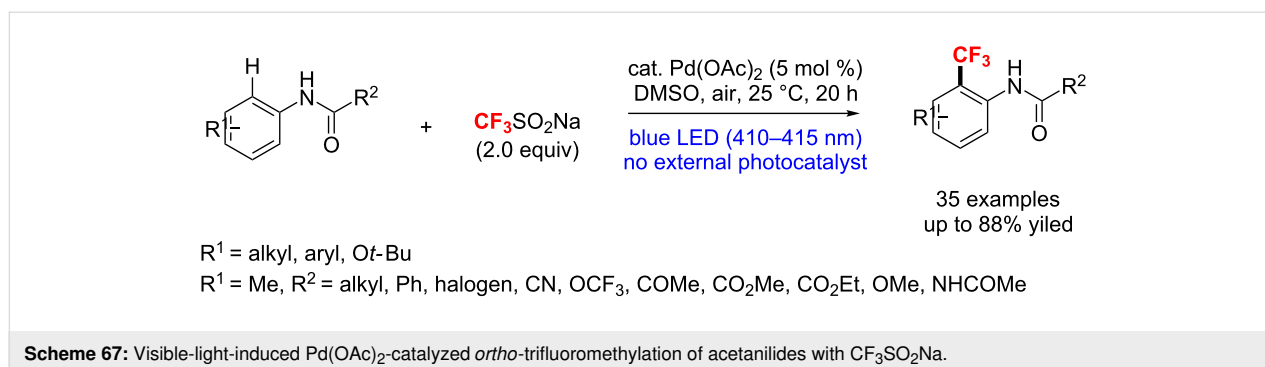 H
H
N
R2
R1
O
+
CF3SO2Na
(2.0 equiv)
cat. Pd(OAc)2 (5 mol %)
DMSO, air, 25 °C, 20 h
blue LED (410–415 nm)
no external photocatalyst
CF3
H
N
R2
R1
O
35 examples
up to 88% yiled
R1 = alkyl, aryl, Ot-Bu
R1 = Me, R2 = alkyl, Ph, halogen, CN, OCF3, COMe, CO2Me, CO2Et, OMe, NHCOMe
Scheme 67: Visible-light-induced Pd(OAc)2-catalyzed ortho-trifluoromethylation of acetanilides with CF3SO2Na.